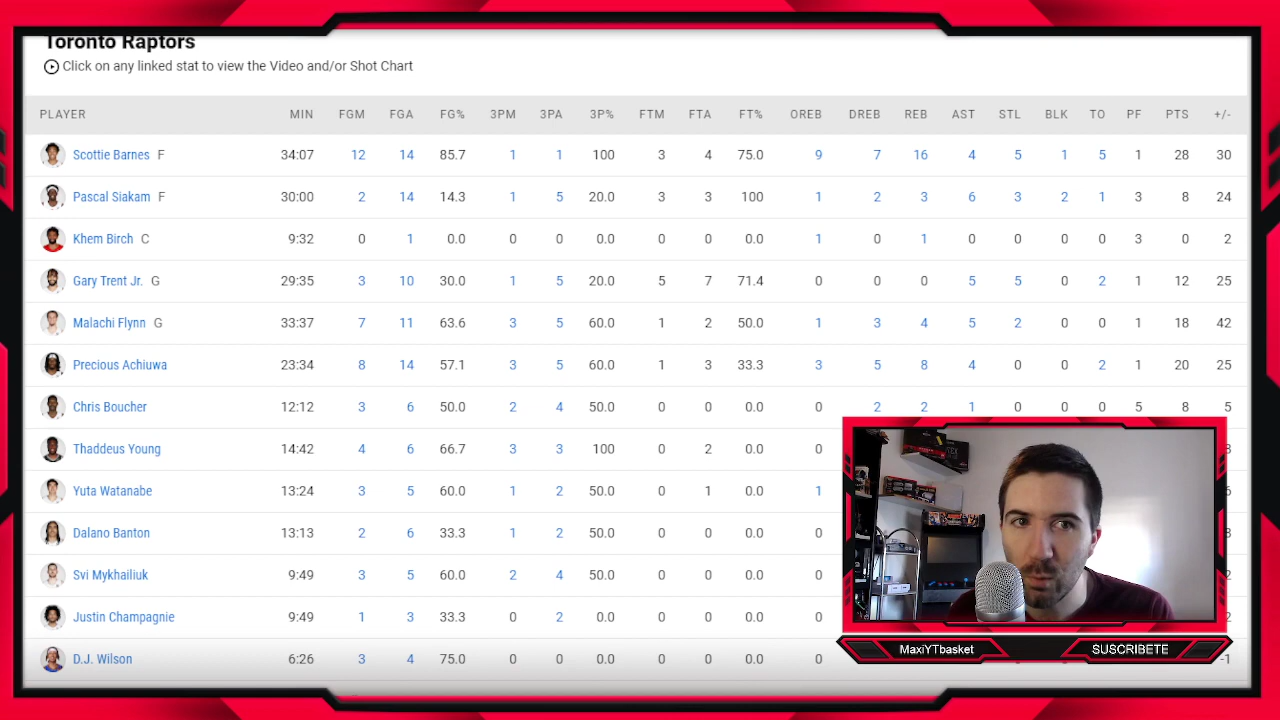 Toronto Raptors
Click on any linked stat to view the Video and/or Shot Chart
PLAYER MIN FGM FGA FG% 3PM 3PA 3P% FTM FTA FT% OREB DREB REB AST STL BLK TO PF PTS +/-
Scottie Barnes F 34:07 12 14 85.7 1 1 100 3 4 75.0 9 7 16 4 5 1 5 1 28 30
Pascal Siakam F 30:00 2 14 14.3 1 5 20.0 3 3 100 1 2 3 6 3 2 1 3 8 24
Khem Birch C 9:32 0 1 0.0 0 0 0.0 0 0 0.0 1 0 1 0 0 0 0 3 0 2
Gary Trent Jr. G 29:35 3 10 30.0 1 5 20.0 5 7 71.4 0 0 0 5 5 0 2 1 12 25
Malachi Flynn G 33:37 7 11 63.6 3 5 60.0 1 2 50.0 1 3 4 5 2 0 0 1 18 42
Precious Achiuwa 23:34 8 14 57.1 3 5 60.0 1 3 33.3 3 5 8 4 0 0 2 1 20 25
Chris Boucher 12:12 3 6 50.0 2 4 50.0 0 0 0.0 0 2 2 1 0 0 0 5 8 5
Thaddeus Young 14:42 4 6 66.7 3 3 100 0 2 0.0 0
Yuta Watanabe 13:24 3 5 60.0 1 2 50.0 0 1 0.0 1
Dalano Banton 13:13 2 6 33.3 1 2 50.0 0 0 0.0 0
Svi Mykhailiuk 9:49 3 5 60.0 2 4 50.0 0 0 0.0 0
Justin Champagnie 9:49 1 3 33.3 0 2 0.0 0 0 0.0 0
D.J. Wilson 6:26 3 4 75.0 0 0 0.0 0 0 0.0 0 -1
MaxiYTbasket
SUSCRIBETE